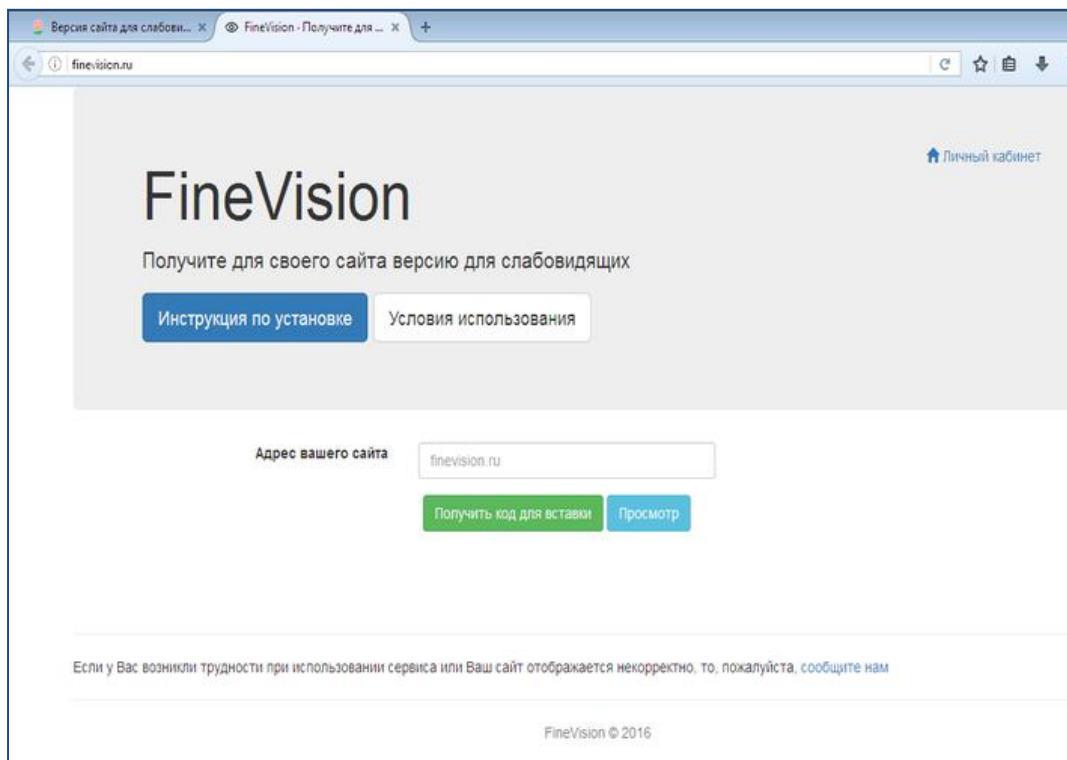 Версия сайта для слабови... × FineVision - Получите для ... × +
finevision.ru
Личный кабинет
FineVision
Получите для своего сайта версию для слабовидящих
Инструкция по установке Условия использования
Адрес вашего сайта finevision.ru
Получить код для вставки Просмотр
Если у Вас возникли трудности при использовании сервиса или Ваш сайт отображается некорректно, то, пожалуйста, сообщите нам
FineVision © 2016